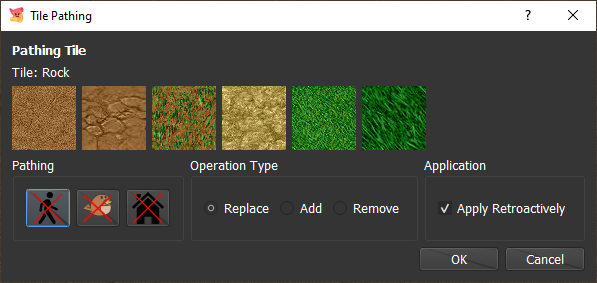 Tile Pathing
Pathing Tile
Tile: Rock
Pathing Operation Type Application
Replace Add Remove Apply Retroactively
OK Cancel